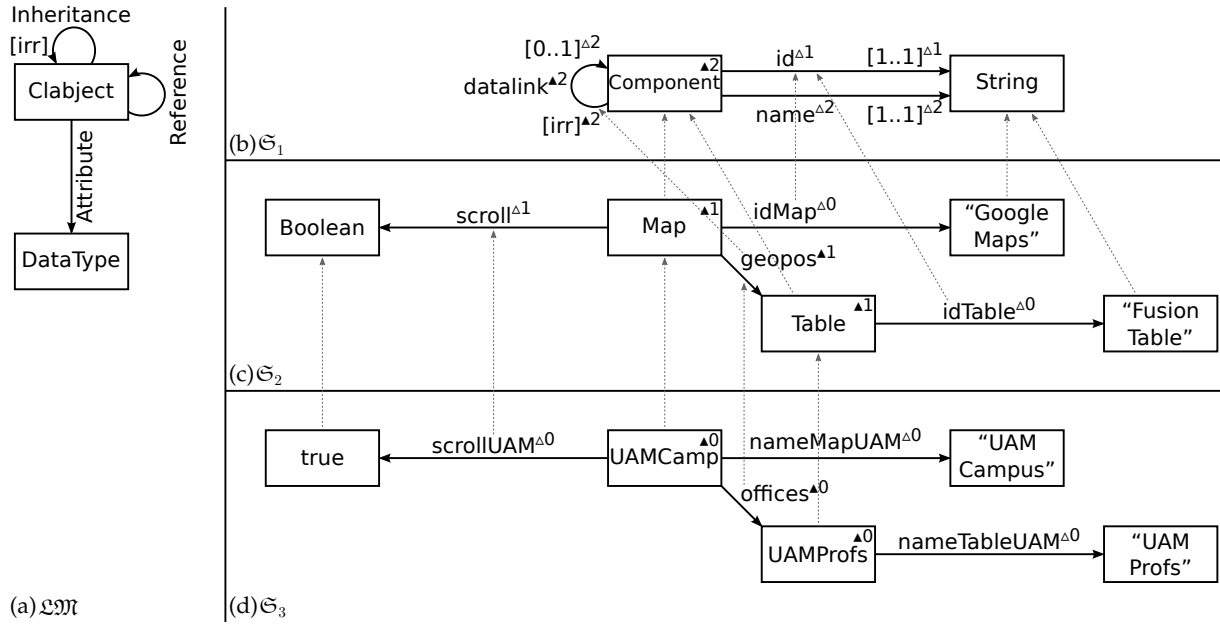 Inheritance
[irr]
Clabject
Reference
Attribute
DataType
(a) 𝔏𝔐
[0..1]▵2
datalink▲2
[irr]▲2
▲2
Component
id▵1
[1..1]▵1
name▵2
[1..1]▵2
String
(b) 𝔖₁
Boolean
scroll▵1
▲1
Map
idMap▵0
“Google
Maps”
geopos▲1
▲1
Table
idTable▵0
“Fusion
Table”
(c) 𝔖₂
true
scrollUAM▵0
▲0
UAMCamp
nameMapUAM▵0
“UAM
Campus”
offices▲0
▲0
UAMProfs
nameTableUAM▵0
“UAM
Profs”
(d) 𝔖₃